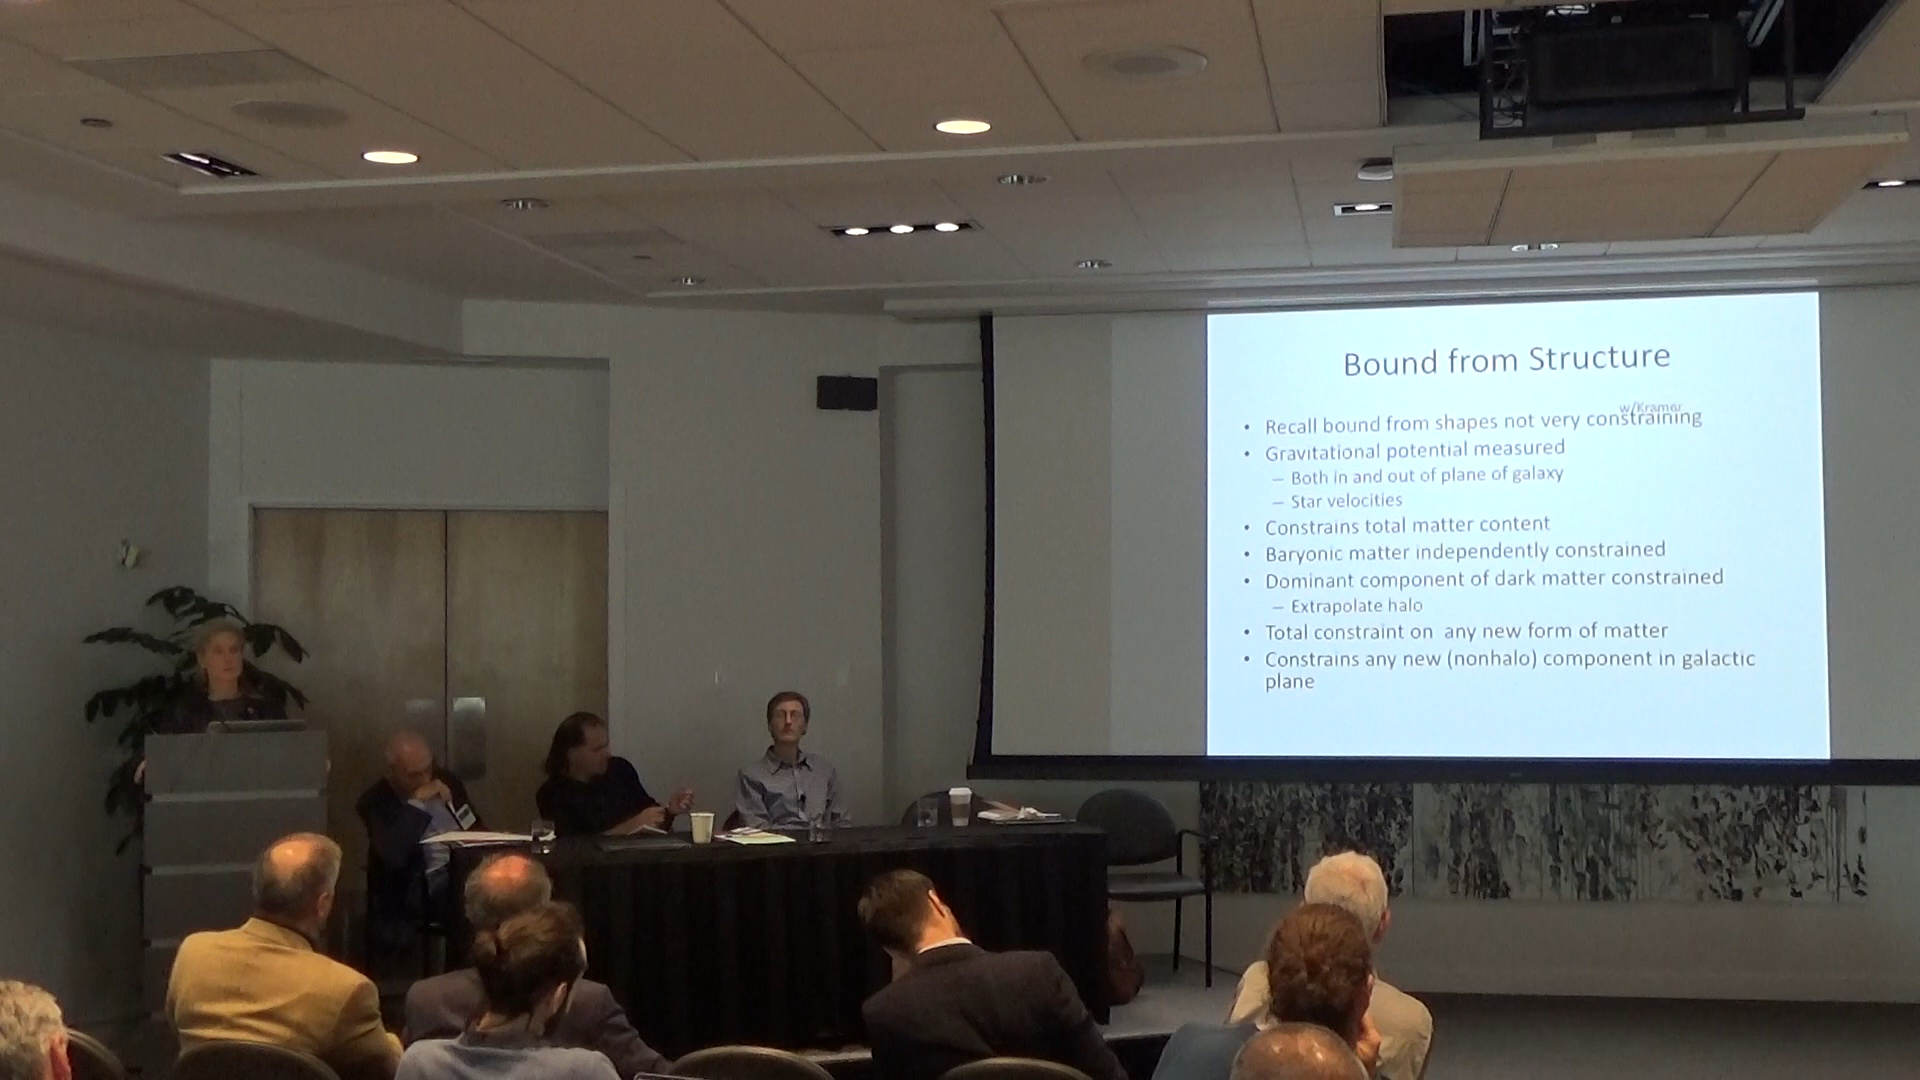 Bound from Structure
w/Kramer
• Recall bound from shapes not very constraining
• Gravitational potential measured
– Both in and out of plane of galaxy
– Star velocities
• Constrains total matter content
• Baryonic matter independently constrained
• Dominant component of dark matter constrained
– Extrapolate halo
• Total constraint on any new form of matter
• Constrains any new (nonhalo) component in galactic
plane